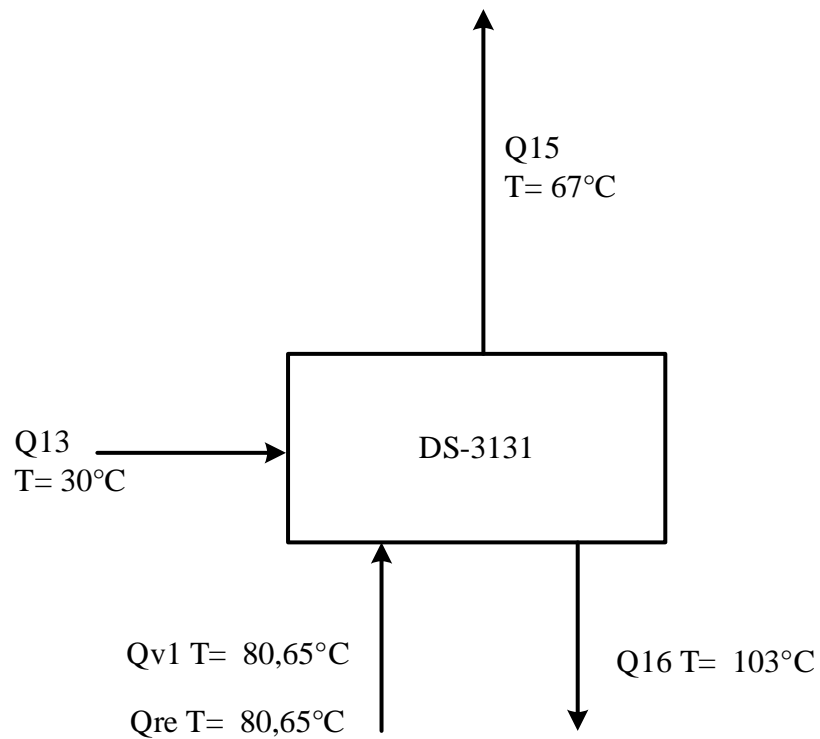 Q15
T= 67°C
DS-3131
Q13
T= 30°C
Qv1 T=  80,65°C
Qre T=  80,65°C
Q16 T=  103°C